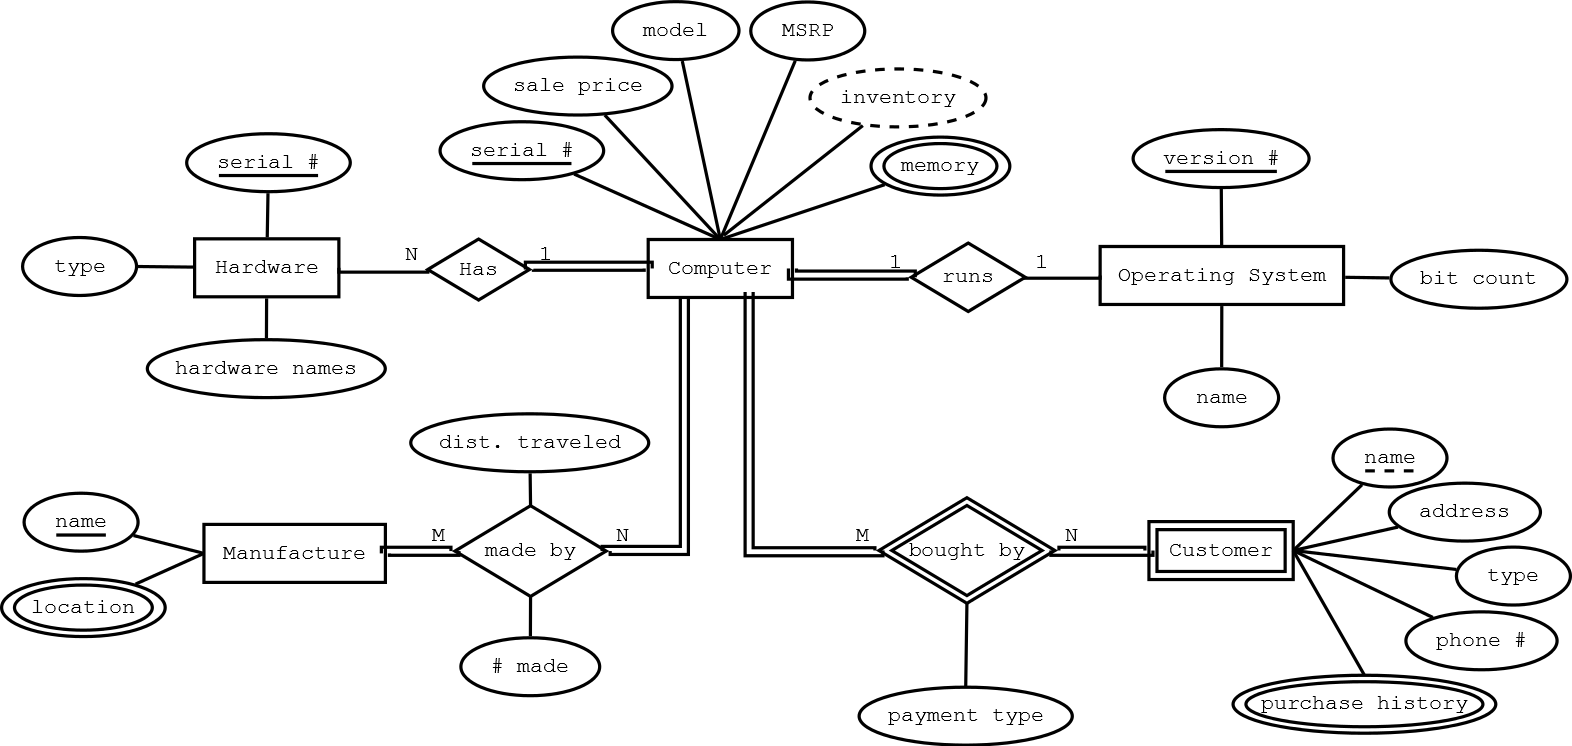 model
MSRP
sale price
inventory
serial #
serial #
memory
version #
type
Hardware
N
Has
1
Computer
1
runs
1
Operating System
bit count
hardware names
name
dist. traveled
name
address
name
Manufacture
M
made by
N
M
bought by
N
Customer
type
location
phone #
# made
purchase history
payment type